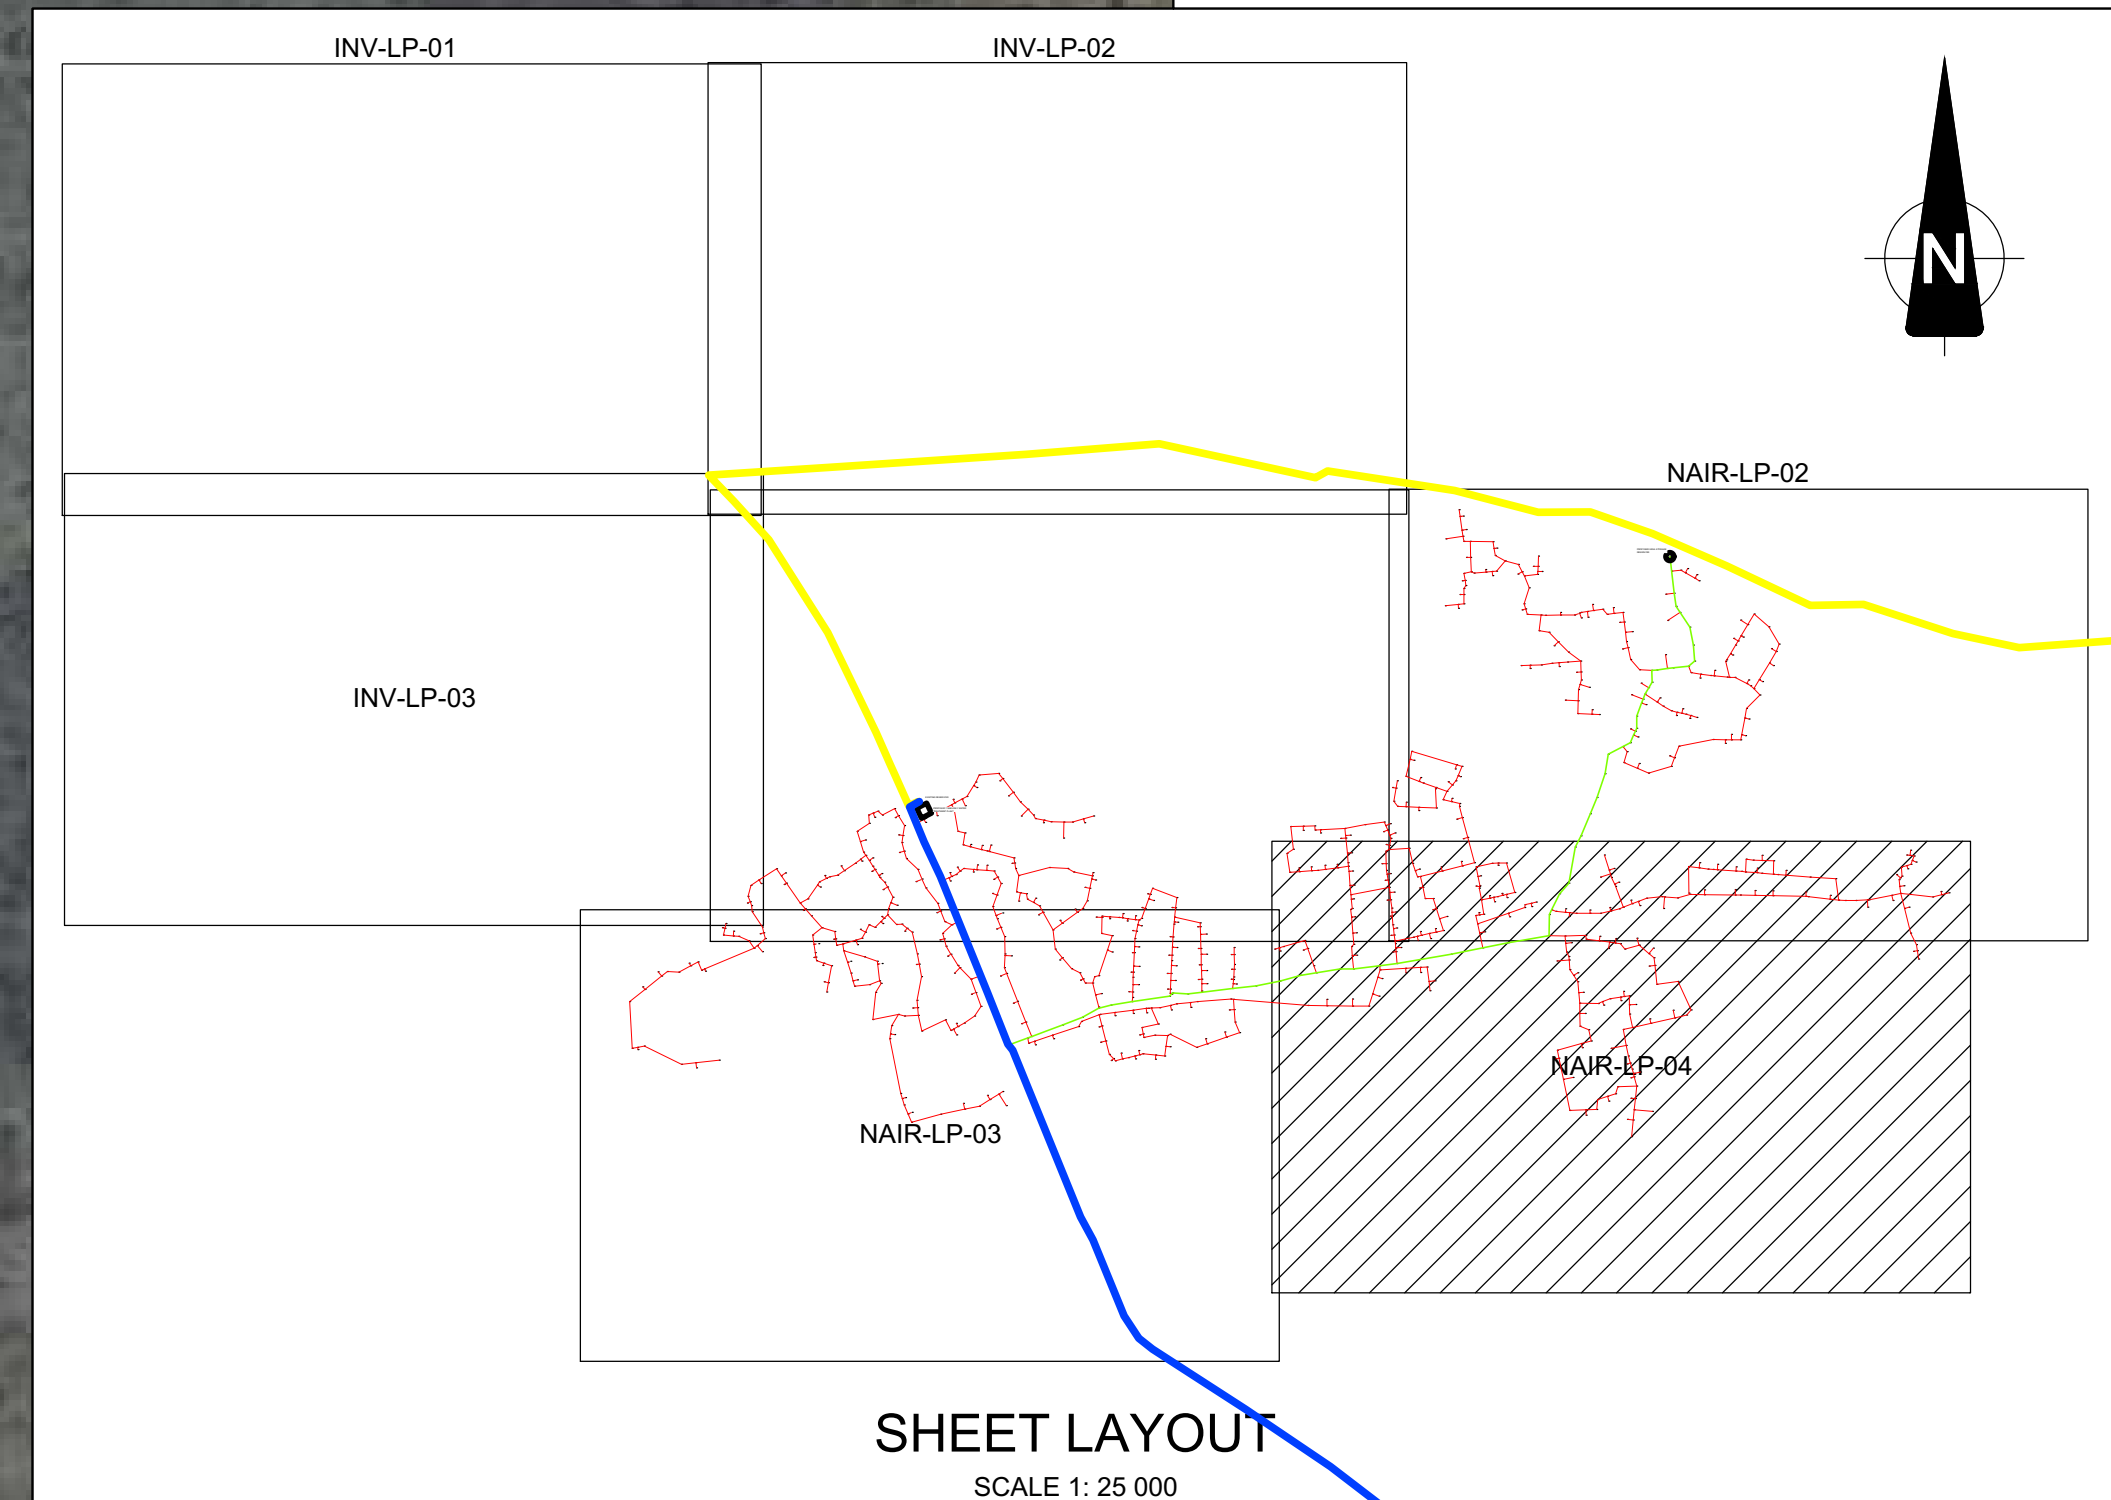 INV-LP-01
INV-LP-02
N
NAIR-LP-02
INV-LP-03
NAIR-LP-04
NAIR-LP-03
SHEET LAYOUT
SCALE 1: 25 000